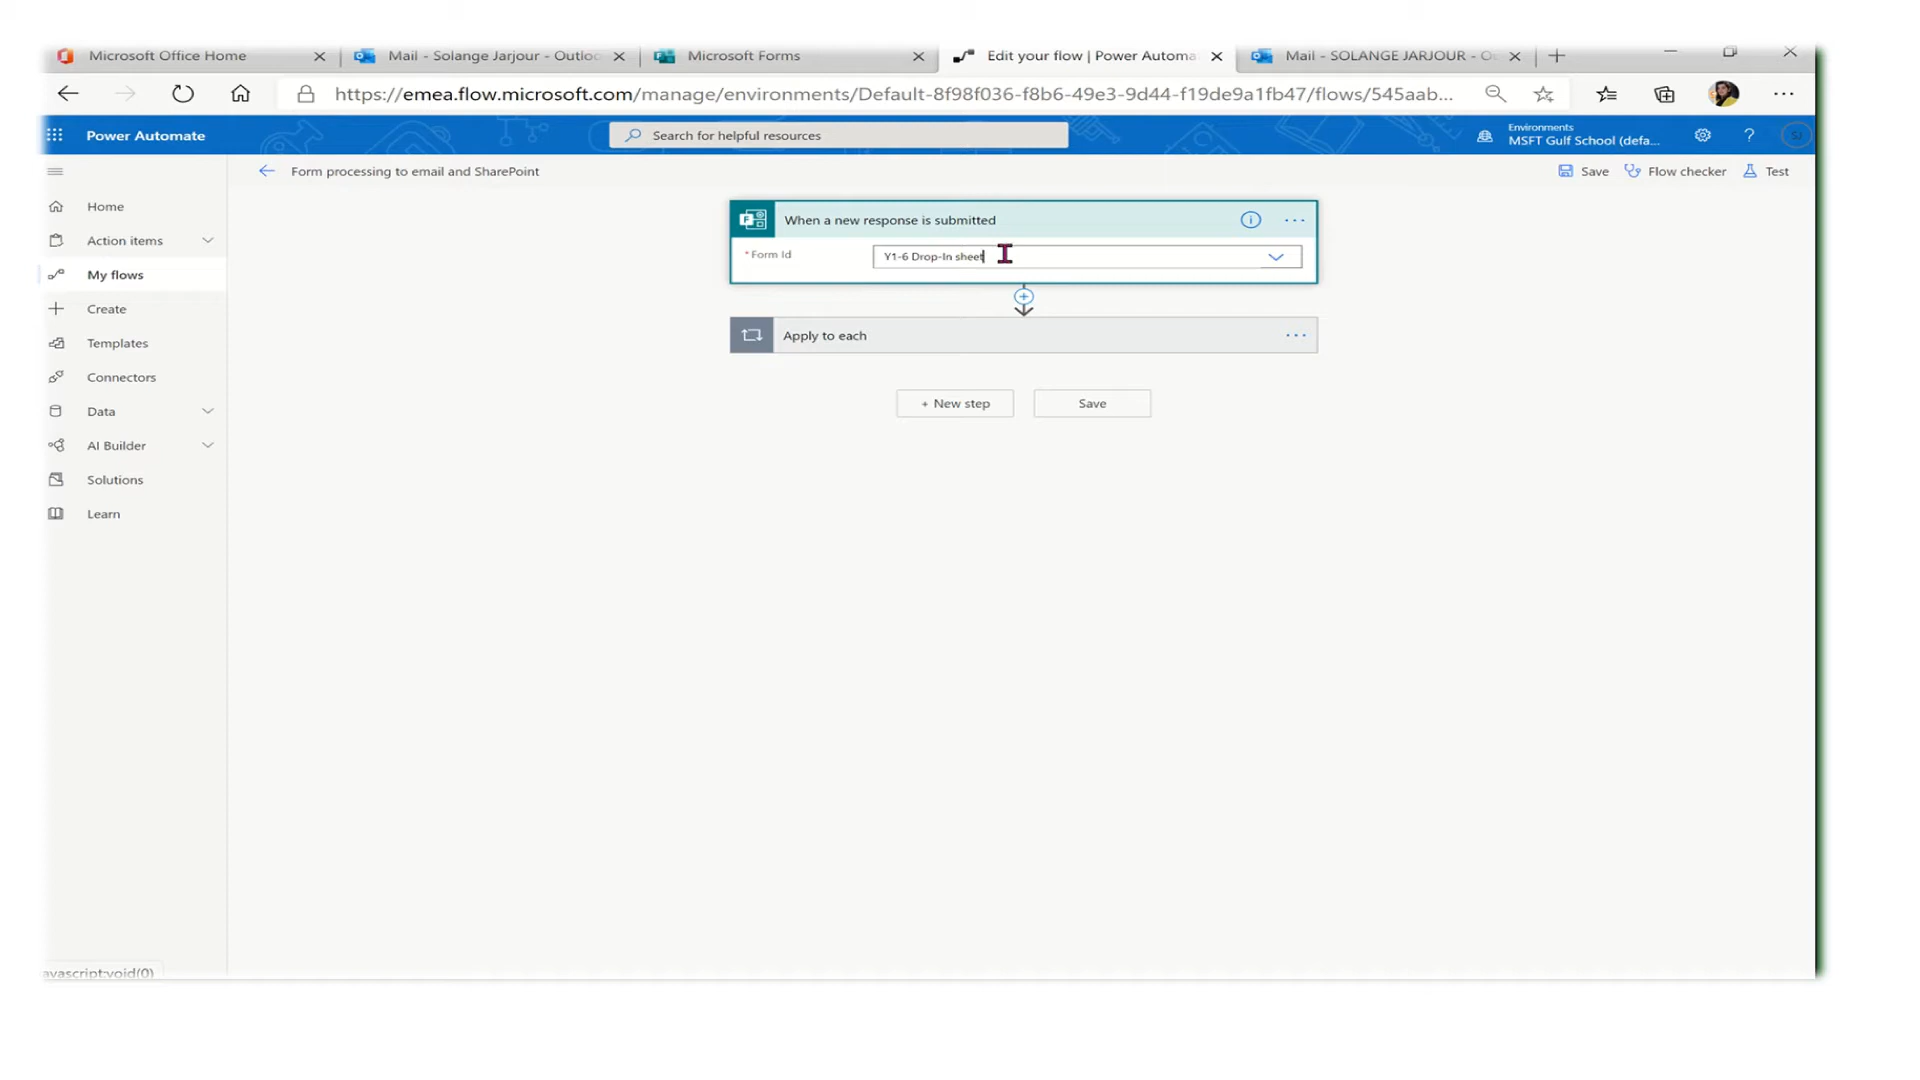 Microsoft Office Home
Mail - Solange Jarjour - Outloo
Microsoft Forms
Edit your flow | Power Automa
Mail - SOLANGE JARJOUR - O
https://emea.flow.microsoft.com/manage/environments/Default-8f98f036-f8b6-49e3-9d44-f19de9a1fb47/flows/545aab...
Power Automate
Search for helpful resources
Environments
MSFT Gulf School (defa...
SJ
Form processing to email and SharePoint
Save
Flow checker
Test
Home
Action items
My flows
Create
Templates
Connectors
Data
AI Builder
Solutions
Learn
When a new response is submitted
* Form Id
Y1-6 Drop-In sheet
Apply to each
+ New step
Save
avascript:void(0)